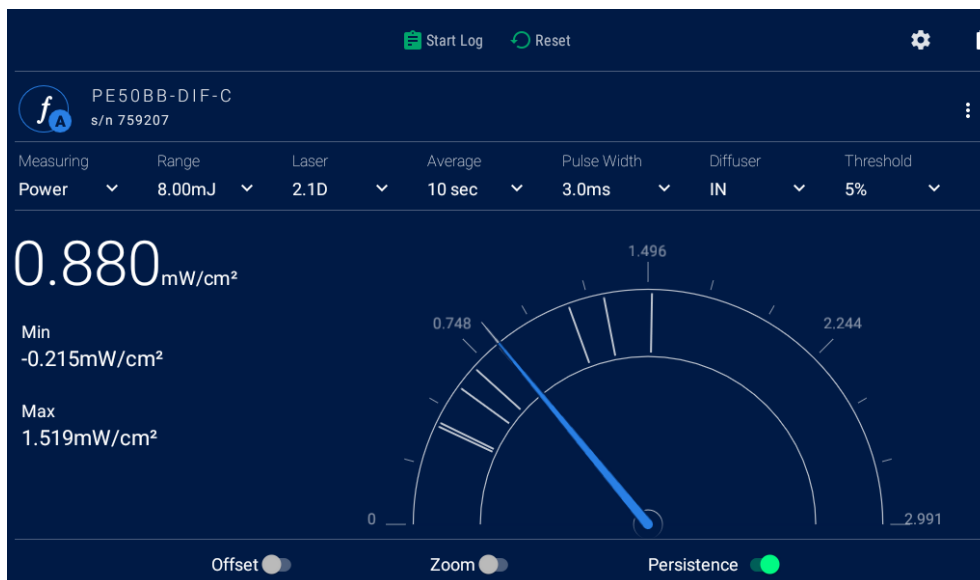 Start Log Reset
f
A
PE50BB-DIF-C
s/n 759207
Measuring Range Laser Average Pulse Width Diffuser Threshold
Power 8.00mJ 2.1D 10 sec 3.0ms IN 5%
0.880mW/cm²
Min
-0.215mW/cm²
Max
1.519mW/cm²
0
0.748
1.496
2.244
2.991
Offset Zoom Persistence